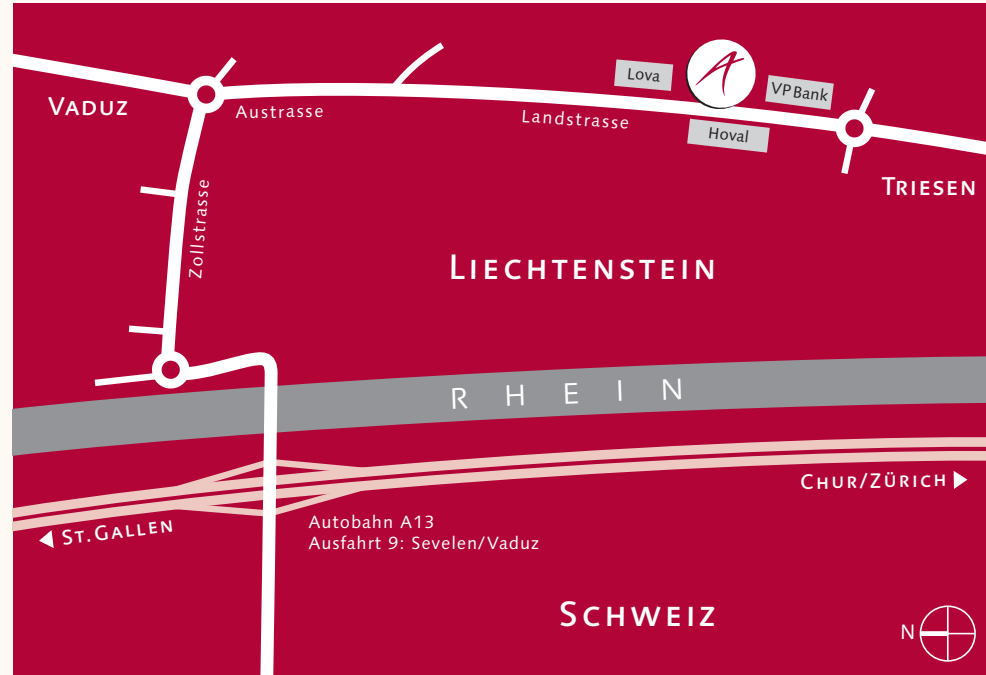 Lova
VP Bank
VADUZ
Austrasse
Landstrasse
Hoval
TRIESEN
Zollstrasse
LIECHTENSTEIN
RHEIN
CHUR/ZÜRICH
ST.GALLEN
Autobahn A13
Ausfahrt 9: Sevelen/Vaduz
SCHWEIZ
N